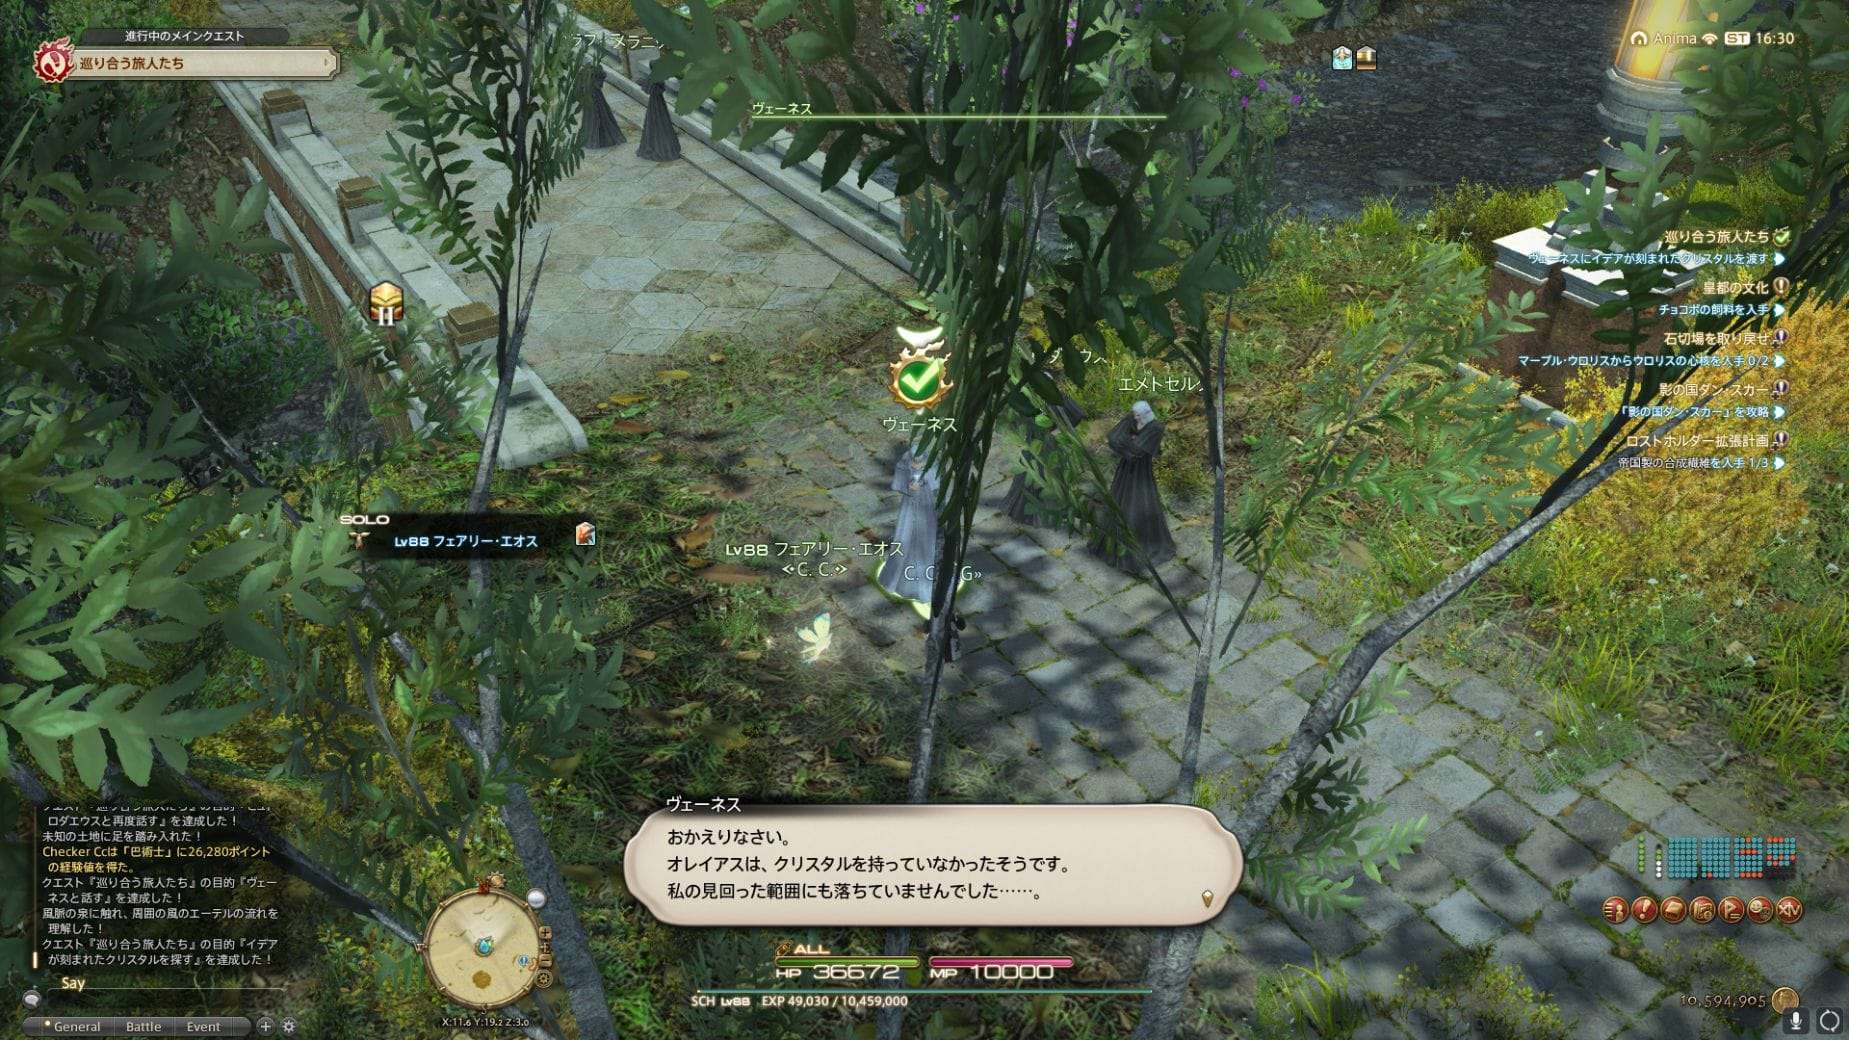 進行中のメインクエスト
巡り合う旅人たち
ヴェーネス
Anima
ST 16:30
巡り合う旅人たち
ヴェーネスにイデアが刻まれたクリスタルを渡す
皇都の文化
チョコボの飼料を入手
石切場を取り戻せ
マーブル・ウロリスからウロリスの心核を入手 0/2
影の国ダン・スカー
『影の国ダン・スカー』を攻略
ロストホルダー拡張計画
帝国製の合成繊維を入手 1/3
II
ヴェーネス
エメトセル
SOLO
Lv88 フェアリー・エオス
Lv88 フェアリー・エオス
«C. C.»
ヴェーネス
おかえりなさい。
オレイアスは、クリスタルを持っていなかったそうです。
私の見回った範囲にも落ちていませんでした……。
ロダエウスと再度話す』を達成した！
未知の土地に足を踏み入れた！
Checker Ccは「巴術士」に26,280ポイント
の経験値を得た。
クエスト『巡り合う旅人たち』の目的『ヴェー
ネスと話す』を達成した！
風脈の泉に触れ、周囲の風のエーテルの流れを
理解した！
クエスト『巡り合う旅人たち』の目的『イデア
が刻まれたクリスタルを探す』を達成した！
Say
General Battle Event
X:11.6 Y:19.2 Z:3.0
ALL
HP 36672 MP 10000
SCH Lv88 EXP 49,030 / 10,459,000
XIV
10,594,905